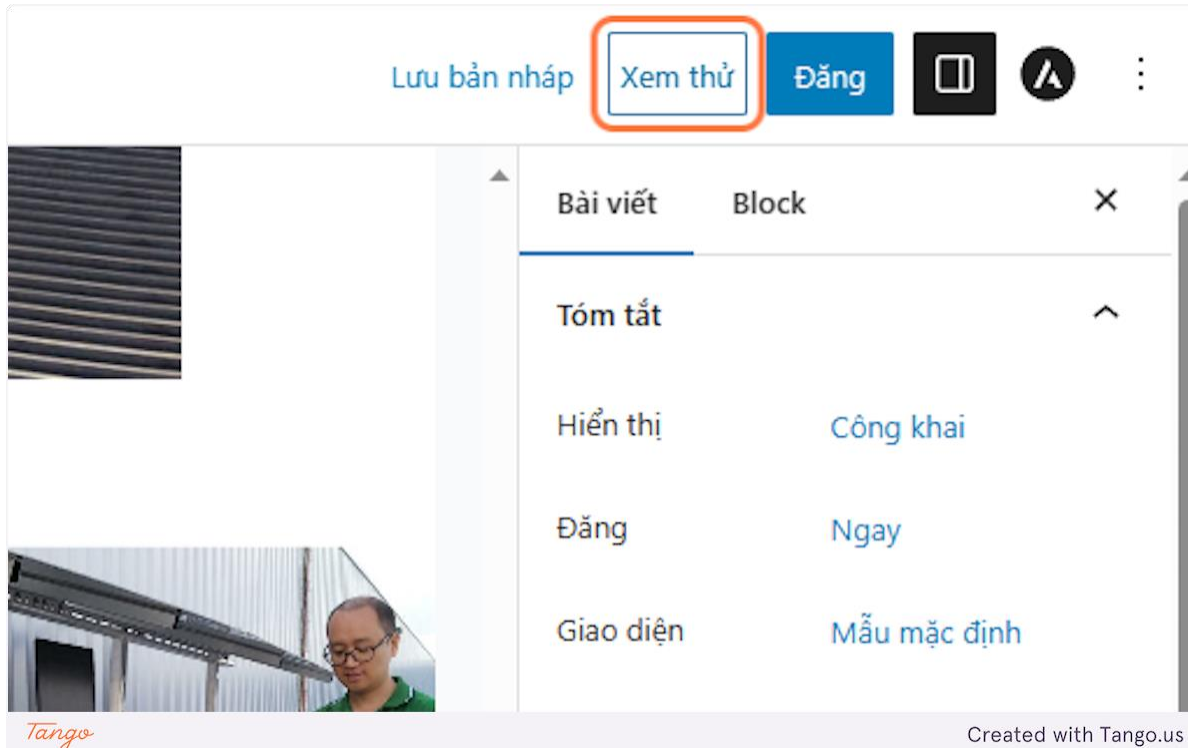 Lưu bản nháp Xem thử Đăng
Bài viết Block
Tóm tắt
Hiển thị Công khai
Đăng Ngay
Giao diện Mẫu mặc định
Tango Created with Tango.us